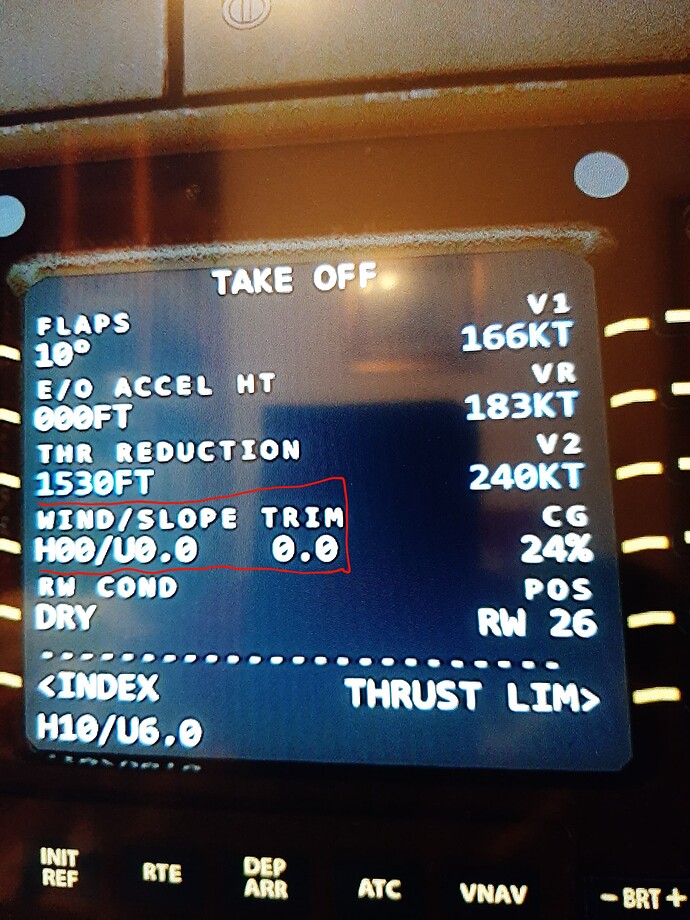 TAKE OFF
FLAPS V1
10° 166KT
E/O ACCEL HT VR
000FT 183KT
THR REDUCTION V2
1530FT 240KT
WIND/SLOPE TRIM CG
H00/U0.0 0.0 24%
RW COND POS
DRY RW 26
--------------------------------
<INDEX THRUST LIM>
H10/U6.0
INIT REF RTE DEP ARR ATC VNAV - BRT +